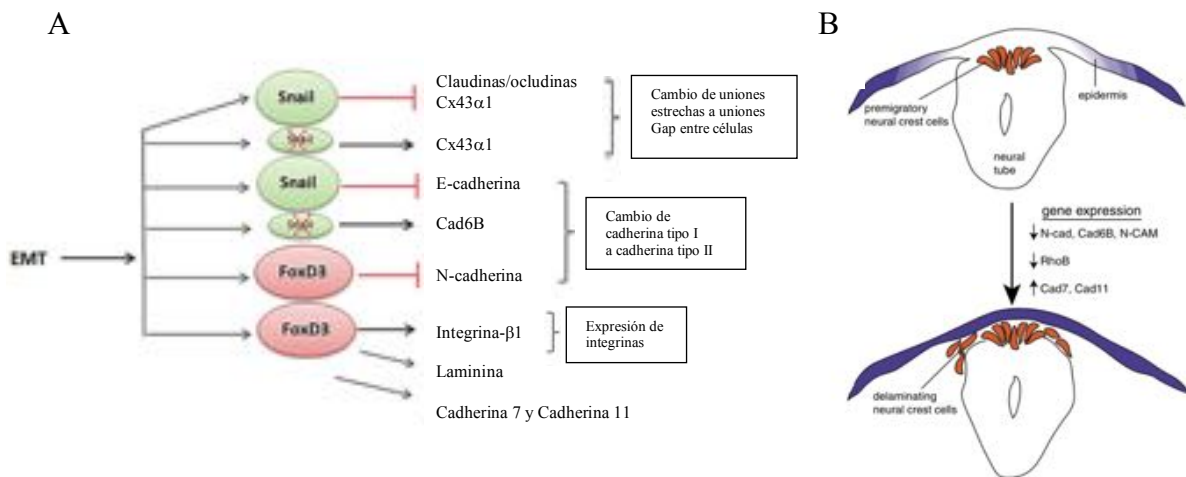 A
EMT
Snail
Snail
FoxD3
FoxD3
Claudinas/ocludinas
Cx43α1
Cx43α1
E-cadherina
Cad6B
N-cadherina
Integrina-β1
Laminina
Cadherina 7 y Cadherina 11
Cambio de uniones
estrechas a uniones
Gap entre células
Cambio de
cadherina tipo I
a cadherina tipo II
Expresión de
integrinas
B
premigratory
neural crest cells
epidermis
neural
tube
gene expression
↓ N-cad, Cad6B, N-CAM
↓ RhoB
↑ Cad7, Cad11
delaminating
neural crest cells